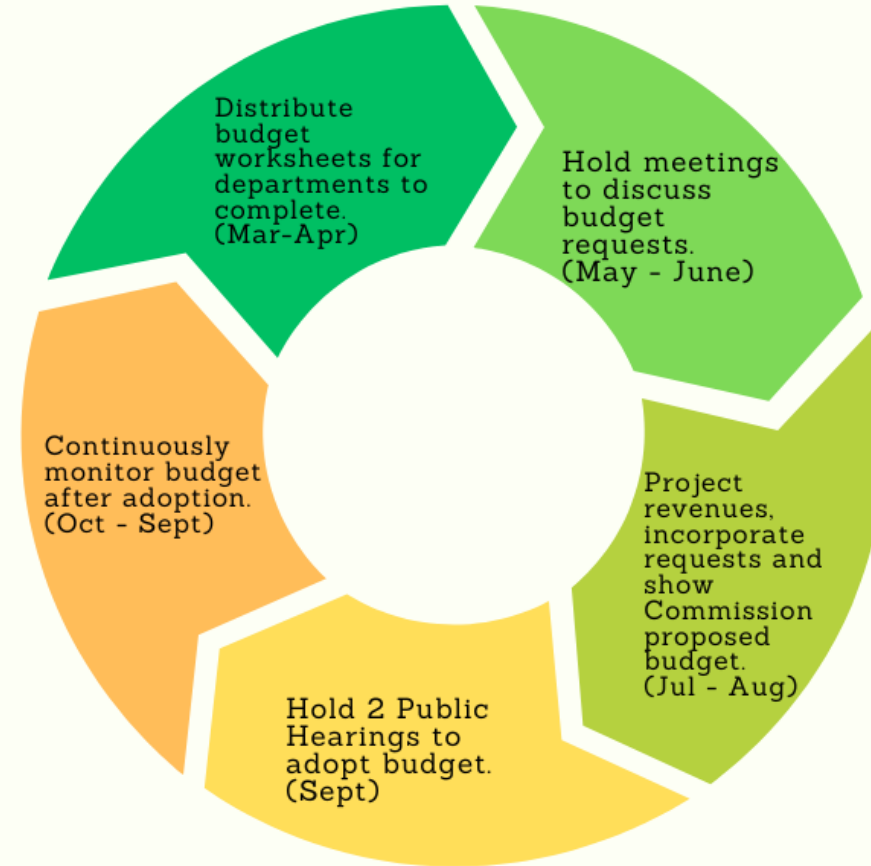 Distribute
budget
worksheets for
departments to
complete.
(Mar-Apr)
Hold meetings
to discuss
budget
requests.
(May - June)
Project
revenues,
incorporate
requests and
show
Commission
proposed
budget.
(Jul - Aug)
Hold 2 Public
Hearings to
adopt budget.
(Sept)
Continuously
monitor budget
after adoption.
(Oct - Sept)